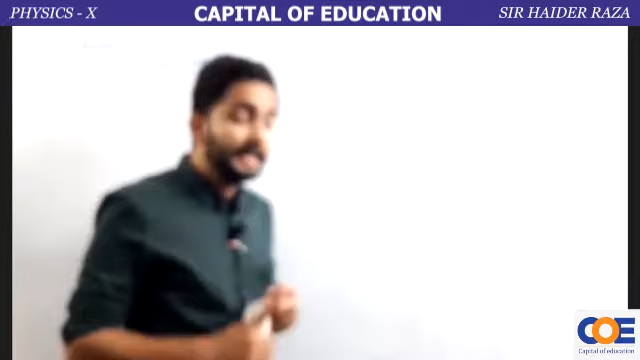 PHYSICS - X
CAPITAL OF EDUCATION
SIR HAIDER RAZA
COE
Capital of education